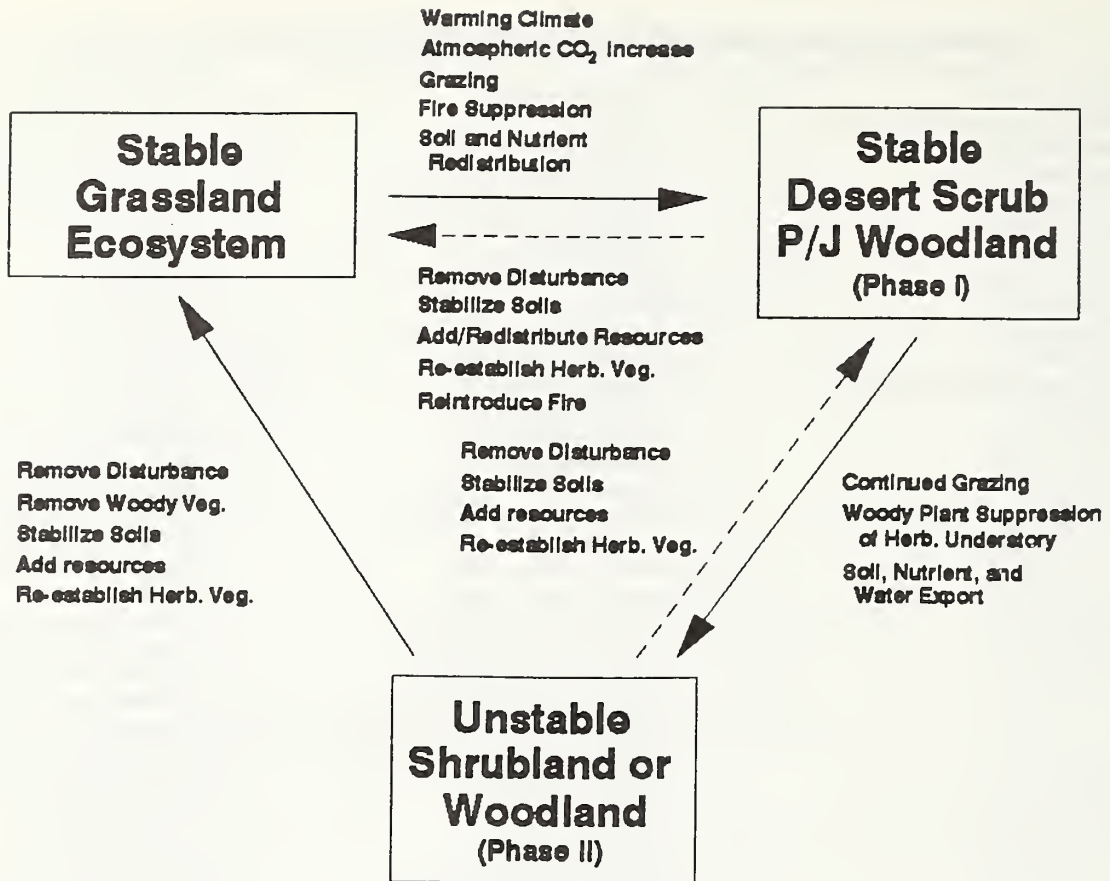 Warming Climate
Atmospheric CO₂ Increase
Grazing
Fire Suppression
Soil and Nutrient
Redistribution
Stable
Grassland
Ecosystem
Stable
Desert Scrub
P/J Woodland
(Phase I)
Remove Disturbance
Stabilize Soils
Add/Redistribute Resources
Re-establish Herb. Veg.
Reintroduce Fire
Remove Disturbance
Remove Woody Veg.
Stabilize Soils
Add resources
Re-establish Herb. Veg.
Remove Disturbance
Stabilize Soils
Add resources
Re-establish Herb. Veg.
Continued Grazing
Woody Plant Suppression
of Herb. Understory
Soil, Nutrient, and
Water Export
Unstable
Shrubland or
Woodland
(Phase II)